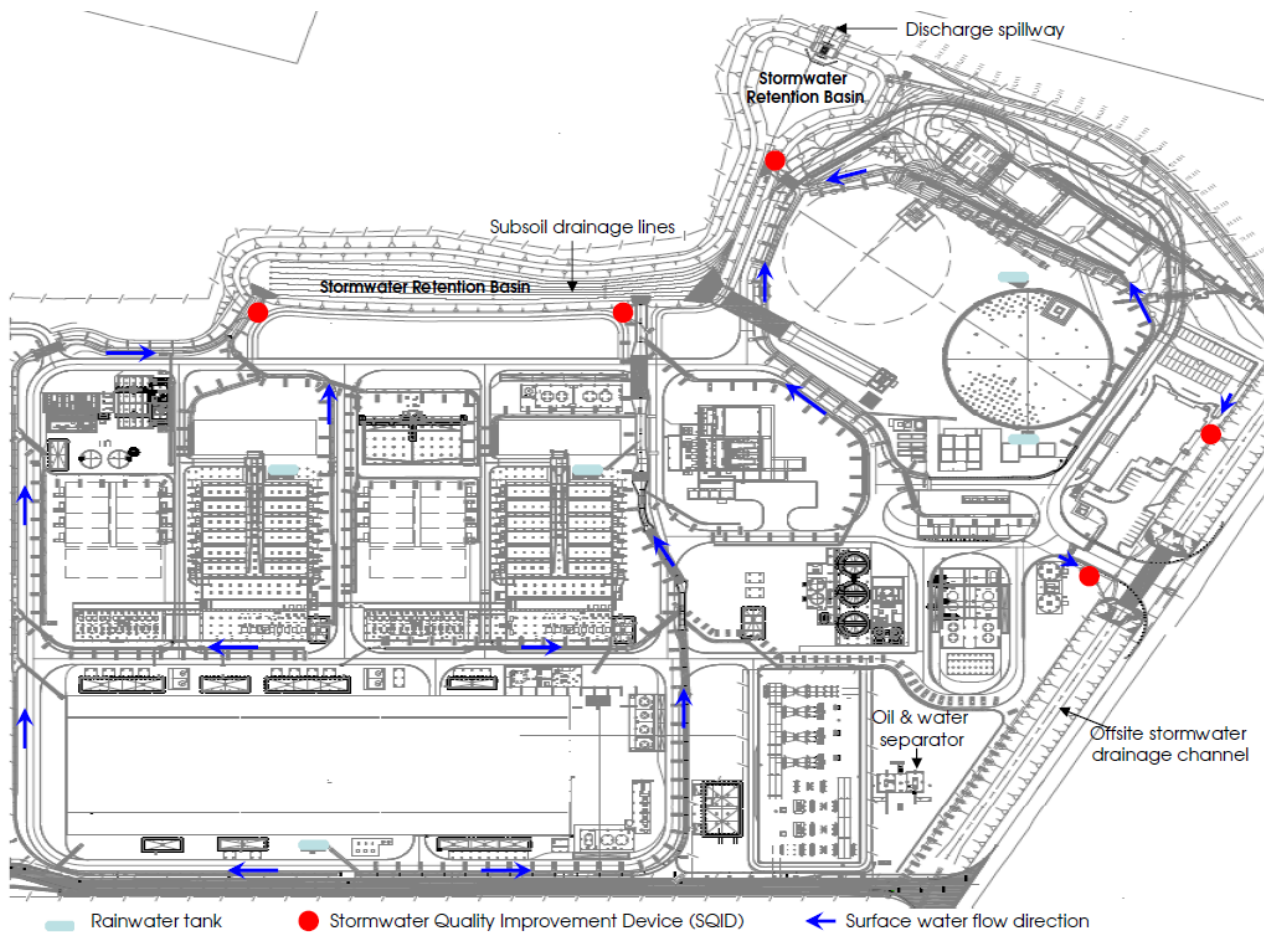 Discharge spillway
Stormwater
Retention Basin
Subsoil drainage lines
Stormwater Retention Basin
Oil & water
separator
Offsite stormwater
drainage channel
Rainwater tank
Stormwater Quality Improvement Device (SQID)
Surface water flow direction